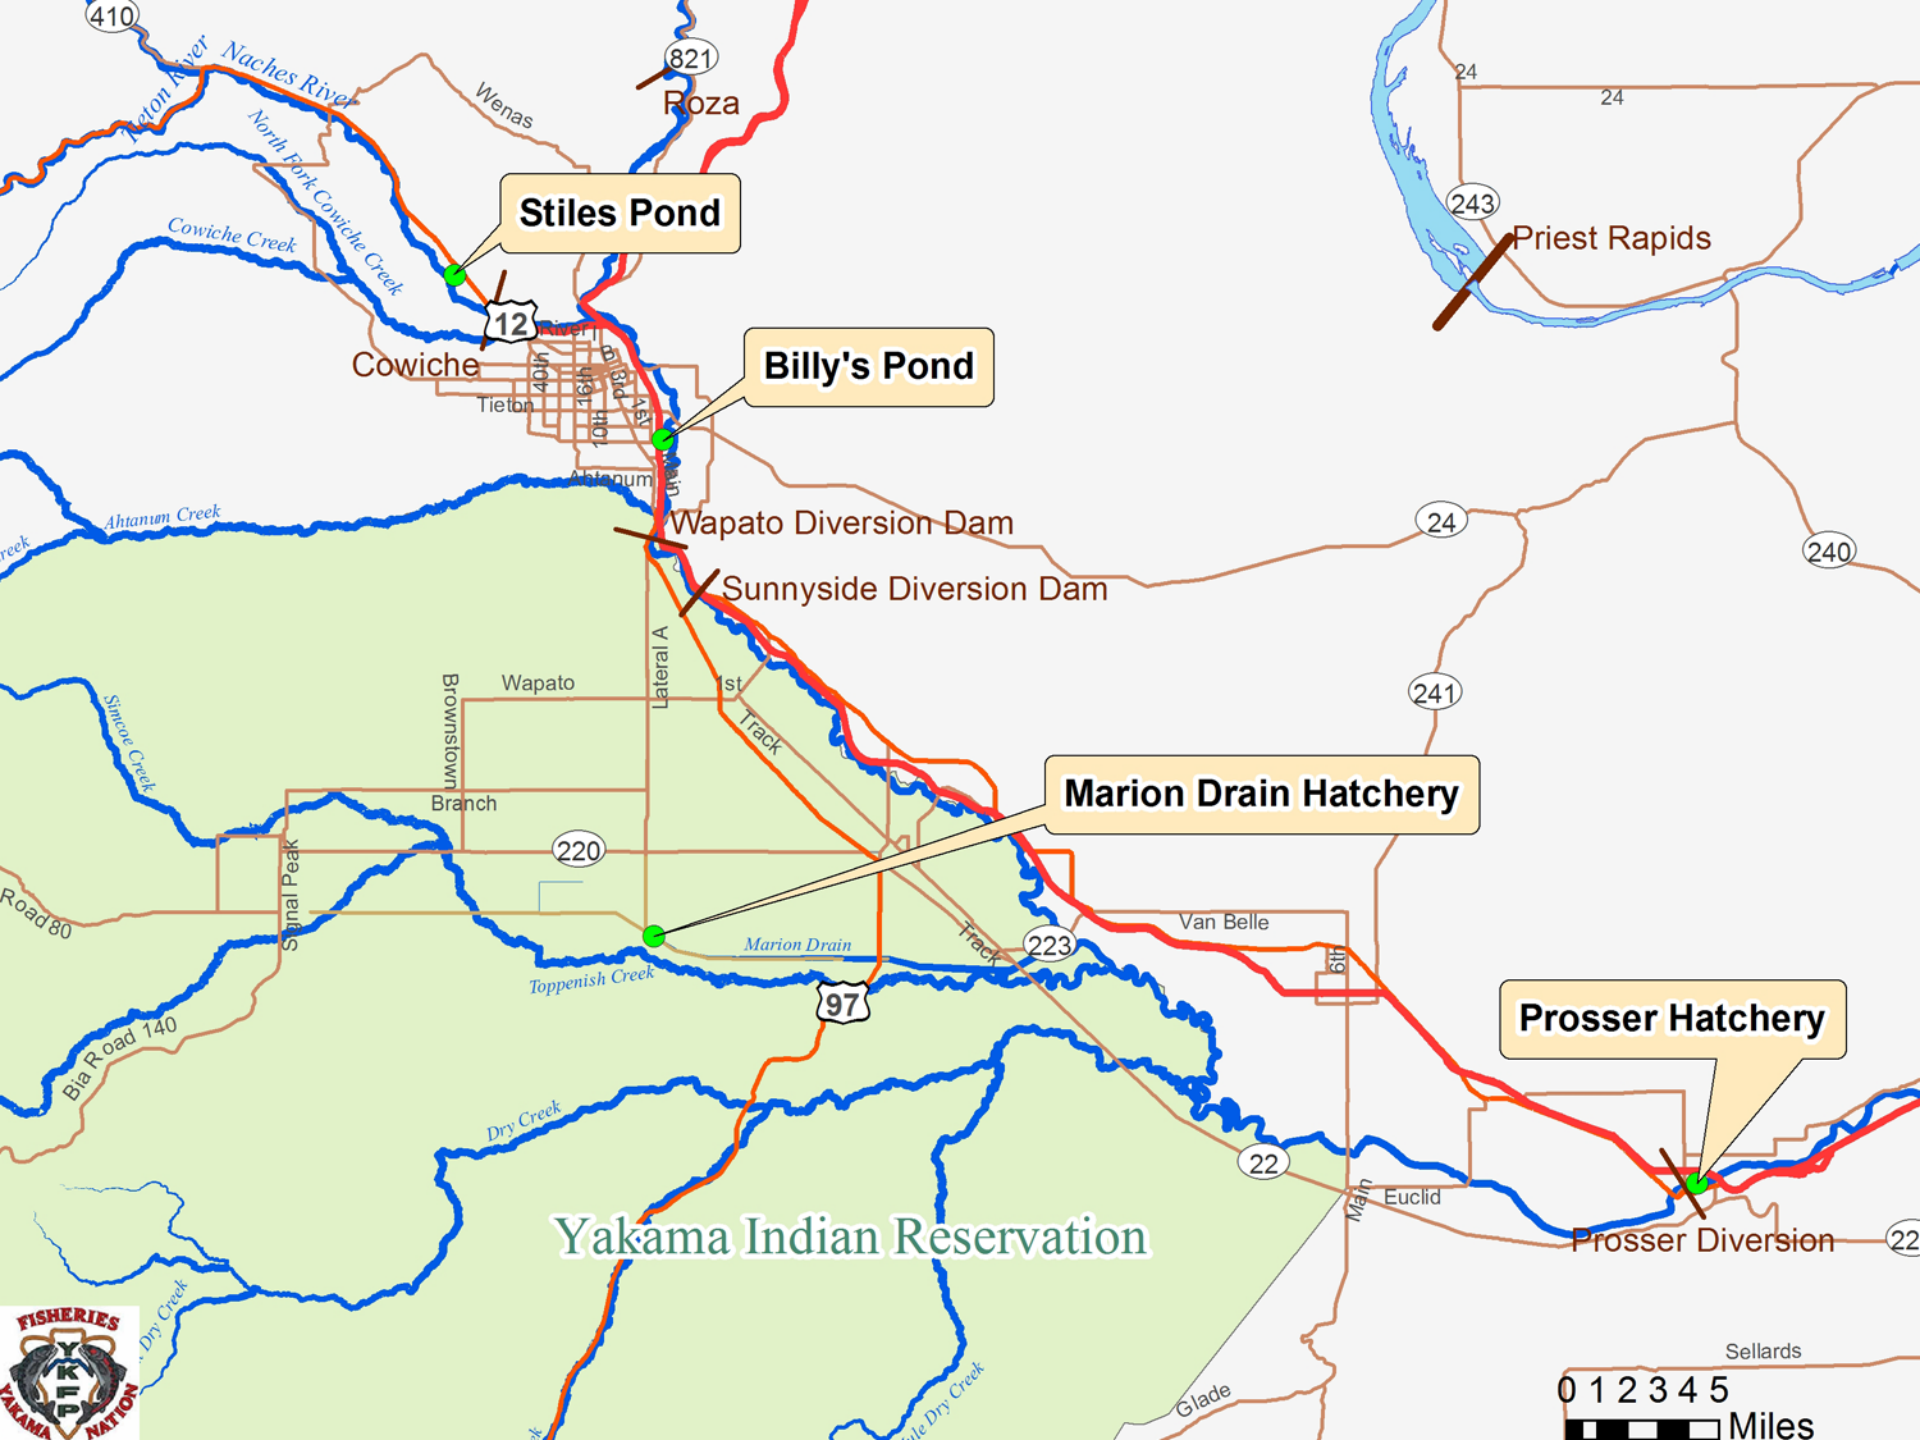 410
Naches River
Tieton River
821
Roza
Wenas
North Fork Cowiche Creek
Cowiche Creek
Stiles Pond
24
24
243
Priest Rapids
12
River
Cowiche
40th
16th
3rd
1st
10th
Tieton
Billy's Pond
Ahtanum
Main
Ahtanum Creek
reek
Wapato Diversion Dam
24
240
Sunnyside Diversion Dam
Lateral A
241
Wapato
1st
Brownstown
Track
Simcoe Creek
Branch
Marion Drain Hatchery
220
Signal Peak
Road 80
Van Belle
223
Track
Marion Drain
6th
Toppenish Creek
97
Prosser Hatchery
Bia Road 140
Dry Creek
22
Main
Euclid
Prosser Diversion
22
Yakama Indian Reservation
Dry Creek
ule Dry Creek
ek
Glade
Sellards
0 1 2 3 4 5
Miles
FISHERIES
YKFP
YAKAMA NATION